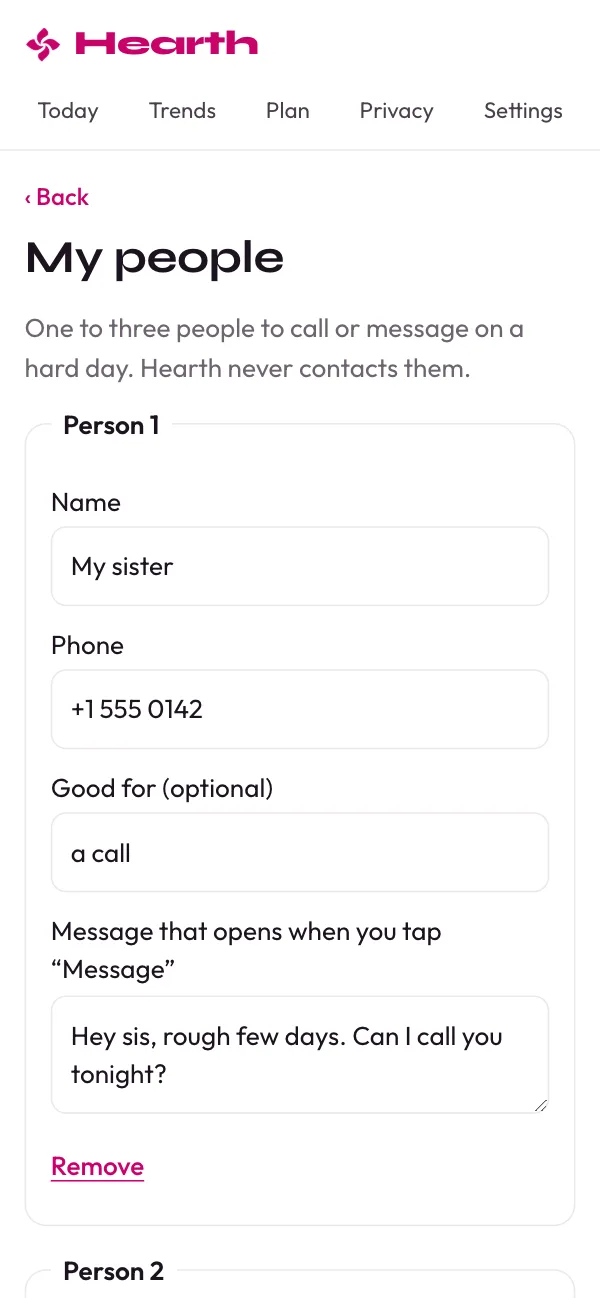 Hearth
Today Trends Plan Privacy Settings
‹ Back
My people
One to three people to call or message on a
hard day. Hearth never contacts them.
Person 1
Name
My sister
Phone
+1 555 0142
Good for (optional)
a call
Message that opens when you tap
“Message”
Hey sis, rough few days. Can I call you
tonight?
Remove
Person 2